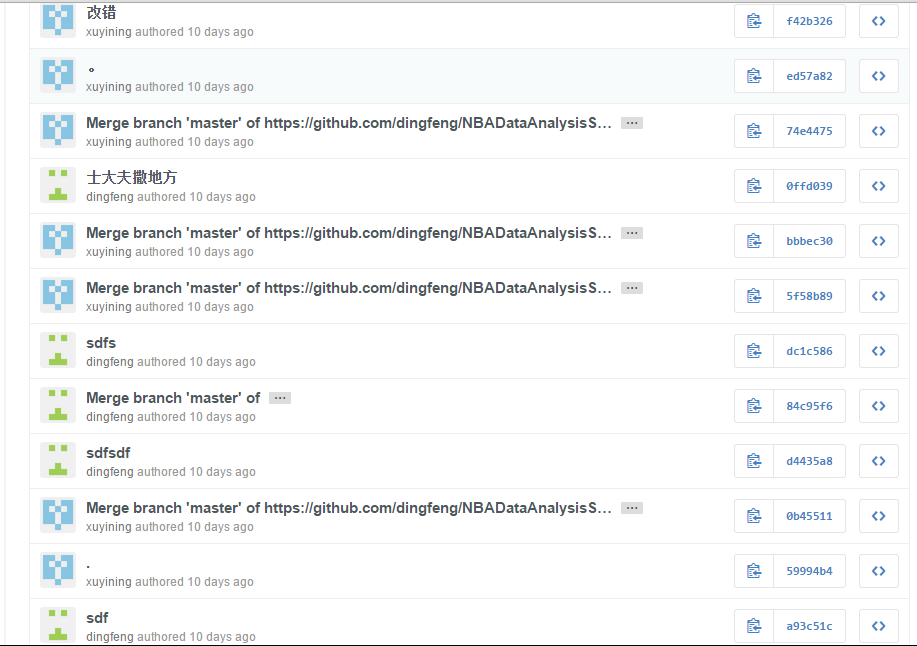 改错
xuyining authored 10 days ago
f42b326
。
xuyining authored 10 days ago
ed57a82
Merge branch 'master' of https://github.com/dingfeng/NBADataAnalysisS… …
xuyining authored 10 days ago
74e4475
士大夫撒地方
dingfeng authored 10 days ago
0ffd039
Merge branch 'master' of https://github.com/dingfeng/NBADataAnalysisS… …
xuyining authored 10 days ago
bbbec30
Merge branch 'master' of https://github.com/dingfeng/NBADataAnalysisS… …
xuyining authored 10 days ago
5f58b89
sdfs
dingfeng authored 10 days ago
dc1c586
Merge branch 'master' of …
dingfeng authored 10 days ago
84c95f6
sdfsdf
dingfeng authored 10 days ago
d4435a8
Merge branch 'master' of https://github.com/dingfeng/NBADataAnalysisS… …
xuyining authored 10 days ago
0b45511
.
xuyining authored 10 days ago
59994b4
sdf
dingfeng authored 10 days ago
a93c51c